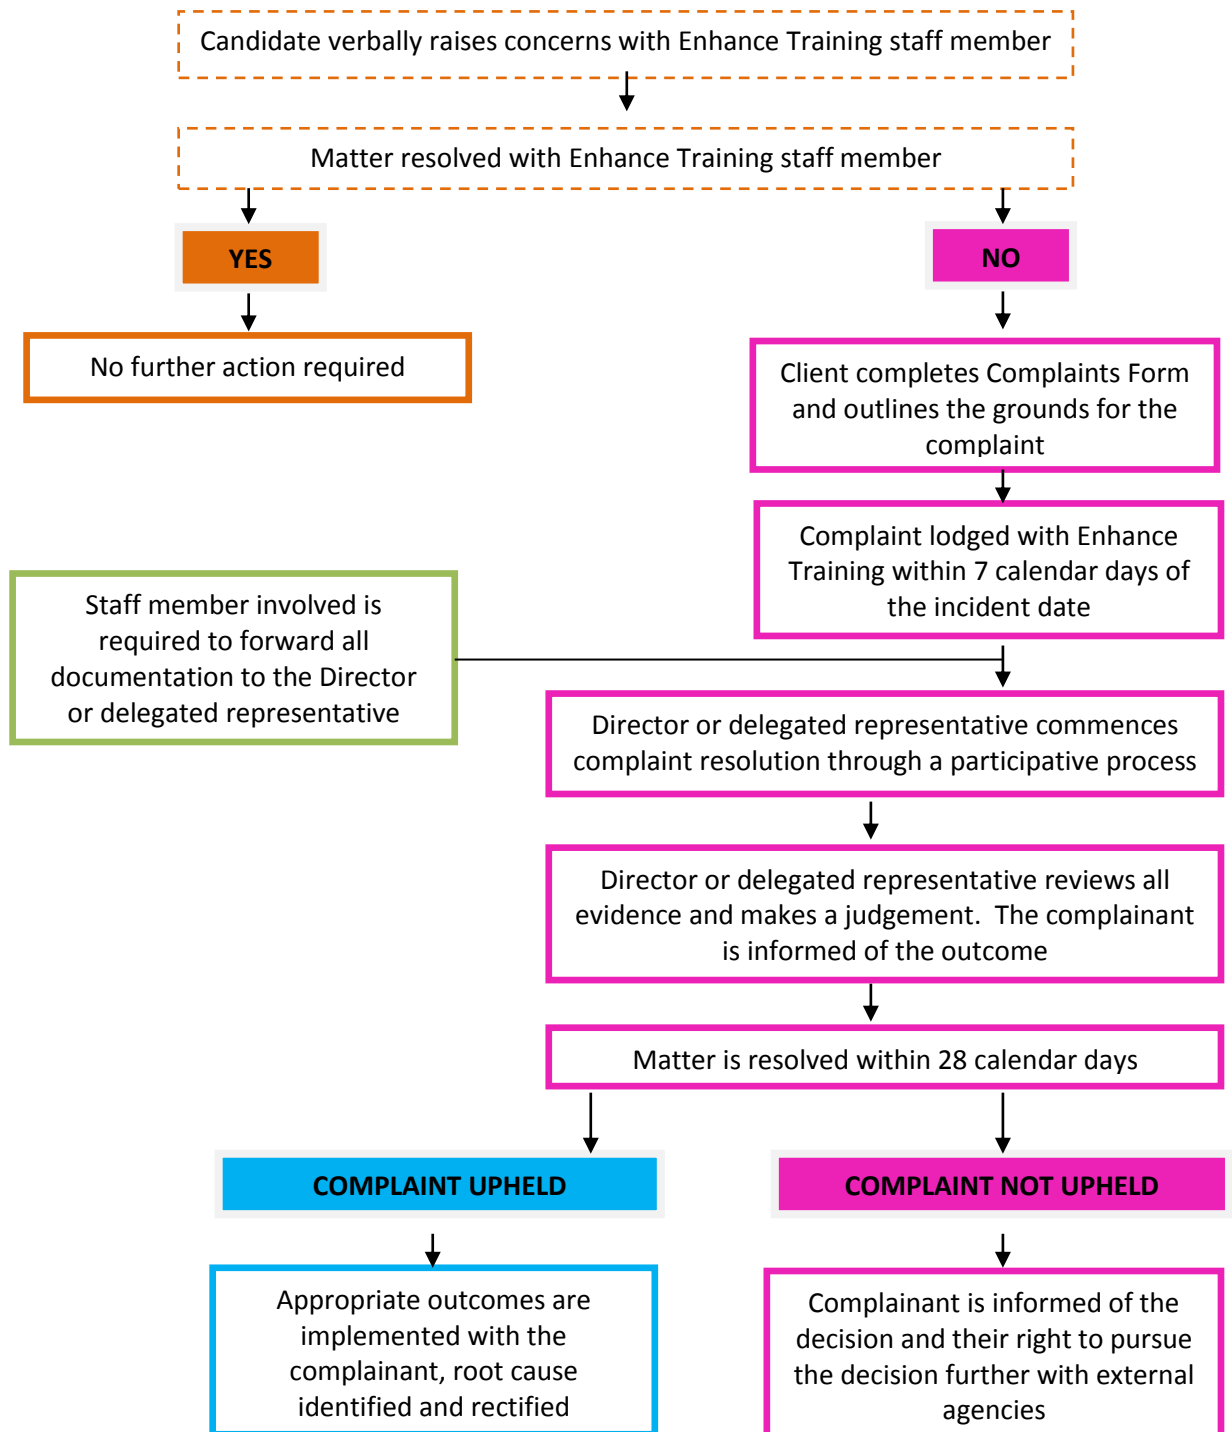 Candidate verbally raises concerns with Enhance Training staff member
Matter resolved with Enhance Training staff member
YES
NO
No further action required
Client completes Complaints Form
and outlines the grounds for the
complaint
Complaint lodged with Enhance
Training within 7 calendar days of
the incident date
Staff member involved is
required to forward all
documentation to the Director
or delegated representative
Director or delegated representative commences
complaint resolution through a participative process
Director or delegated representative reviews all
evidence and makes a judgement.  The complainant
is informed of the outcome
Matter is resolved within 28 calendar days
COMPLAINT UPHELD
COMPLAINT NOT UPHELD
Appropriate outcomes are
implemented with the
complainant, root cause
identified and rectified
Complainant is informed of the
decision and their right to pursue
the decision further with external
agencies